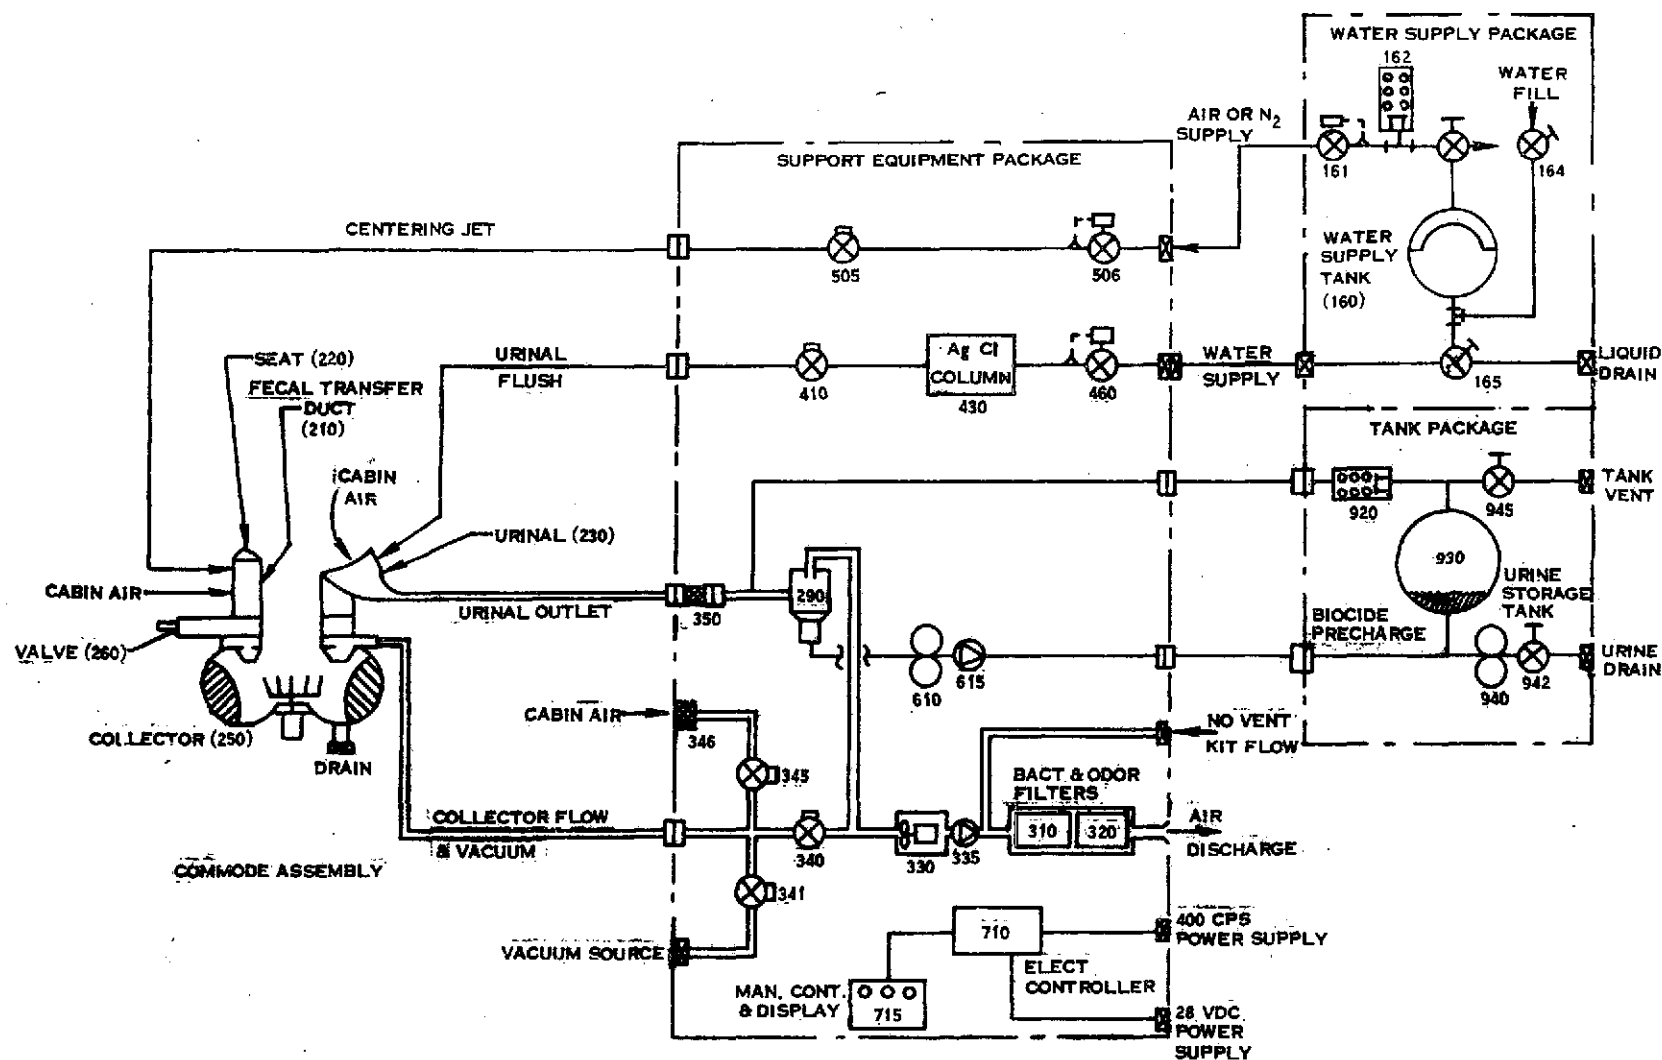 WATER SUPPLY PACKAGE
162
WATER
FILL
AIR OR N2
SUPPLY
161
164
SUPPORT EQUIPMENT PACKAGE
CENTERING JET
505
506
WATER
SUPPLY
TANK
(160)
SEAT (220)
FECAL TRANSFER
DUCT
(210)
URINAL
FLUSH
410
Ag Cl
COLUMN
430
460
WATER
SUPPLY
165
LIQUID
DRAIN
TANK PACKAGE
CABIN
AIR
920
945
TANK
VENT
URINAL (230)
CABIN AIR
URINAL OUTLET
350
290
930
URINE
STORAGE
TANK
BIOCIDE
PRECHARGE
VALVE (260)
610
615
940
942
URINE
DRAIN
COLLECTOR (250)
DRAIN
CABIN AIR
346
345
NO VENT
KIT FLOW
BACT & ODOR
FILTERS
310
320
AIR
DISCHARGE
COLLECTOR FLOW
& VACUUM
340
330
335
COMMODE ASSEMBLY
341
VACUUM SOURCE
710
400 CPS
POWER SUPPLY
ELECT
CONTROLLER
MAN. CONT.
& DISPLAY
715
28 VDC
POWER
SUPPLY